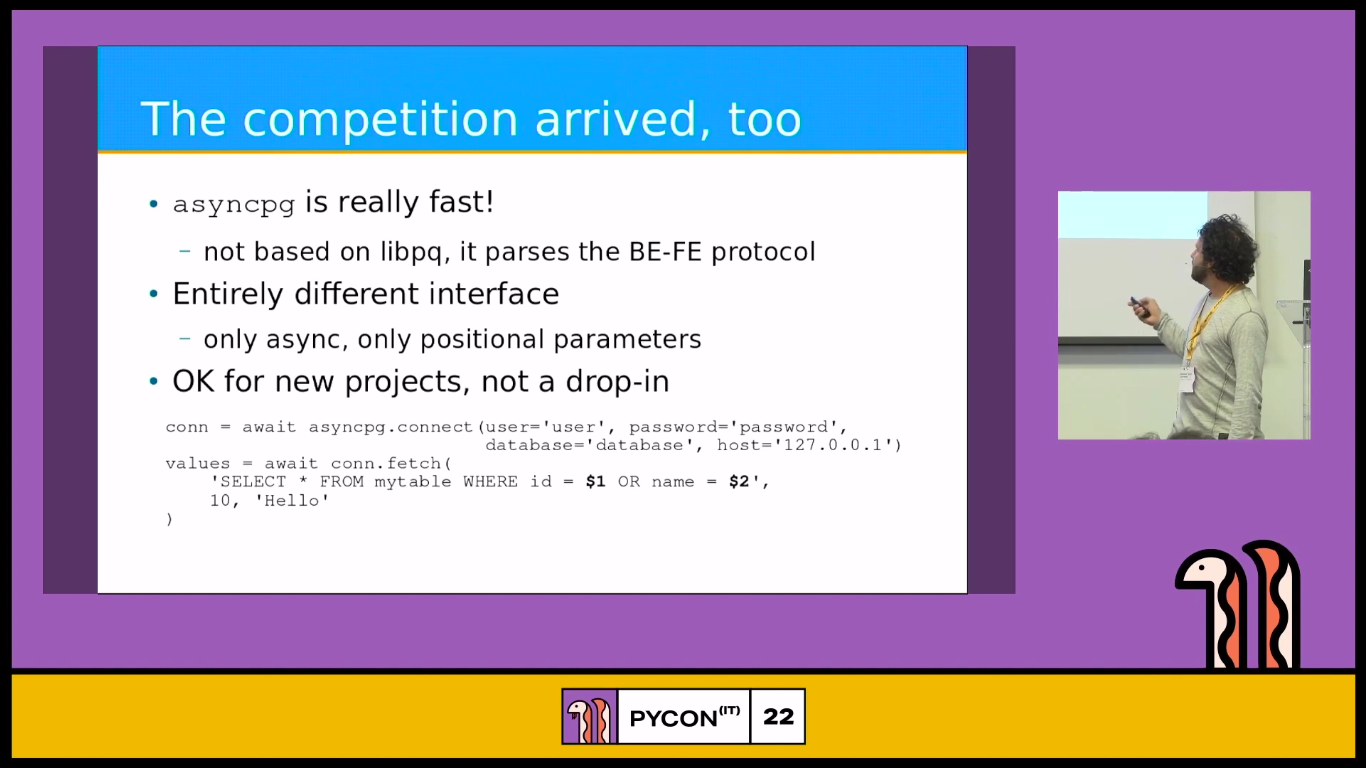 The competition arrived, too
• asyncpg is really fast!
– not based on libpq, it parses the BE-FE protocol
• Entirely different interface
– only async, only positional parameters
• OK for new projects, not a drop-in
conn = await asyncpg.connect(user='user', password='password',
database='database', host='127.0.0.1')
values = await conn.fetch(
'SELECT * FROM mytable WHERE id = $1 OR name = $2',
10, 'Hello'
)
PYCON(IT) 22